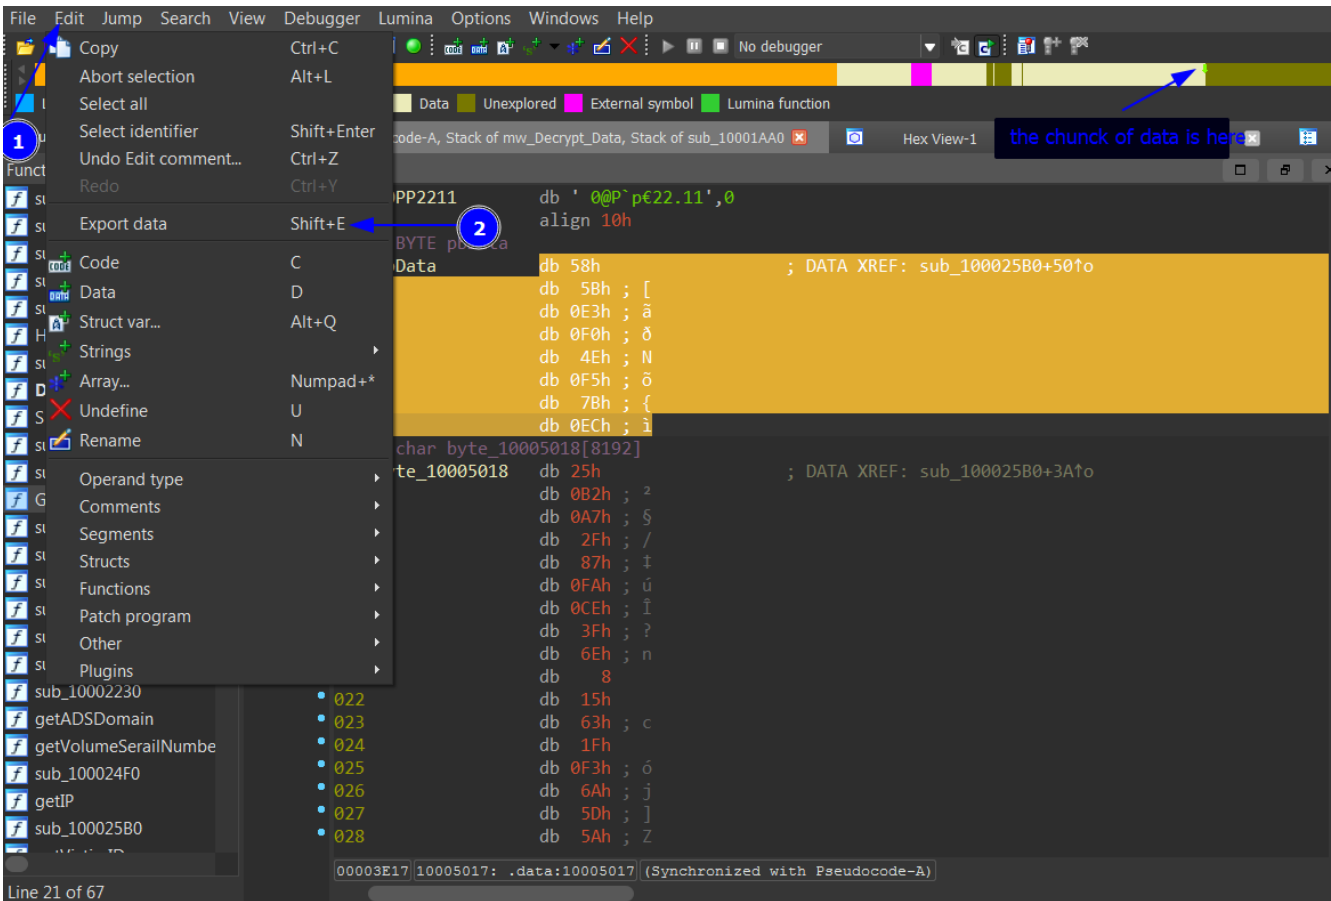 File Edit Jump Search View Debugger Lumina Options Windows Help
No debugger
Copy Ctrl+C
Abort selection Alt+L
Select all
Select identifier Shift+Enter
Undo Edit comment... Ctrl+Z
Redo Ctrl+Y
Export data Shift+E
Code C
Data D
Struct var... Alt+Q
Strings
Array... Numpad+*
Undefine U
Rename N
Operand type
Comments
Segments
Structs
Functions
Patch program
Other
Plugins
1
2
Data Unexplored External symbol Lumina function
the chunck of data is here
code-A, Stack of mw_Decrypt_Data, Stack of sub_10001AA0 Hex View-1
Funct
PP2211 db ' 0@P`p€22.11',0
align 10h
BYTE
Data db 58h ; DATA XREF: sub_100025B0+50↑o
db 5Bh ; [
db 0E3h ; ã
db 0F0h ; ð
db 4Eh ; N
db 0F5h ; õ
db 7Bh ; {
db 0ECh ; ì
char byte_10005018[8192]
te_10005018 db 25h ; DATA XREF: sub_100025B0+3A↑o
db 0B2h ; ²
db 0A7h ; §
db 2Fh ; /
db 87h ; ‡
db 0FAh ; ú
db 0CEh ; Î
db 3Fh ; ?
db 6Eh ; n
db 8
022 db 15h
023 db 63h ; c
024 db 1Fh
025 db 0F3h ; ó
026 db 6Ah ; j
027 db 5Dh ; ]
028 db 5Ah ; Z
sub_10002230
getADSDomain
getVolumeSerailNumbe
sub_100024F0
getIP
sub_100025B0
00003E17 10005017: .data:10005017 (Synchronized with Pseudocode-A)
Line 21 of 67